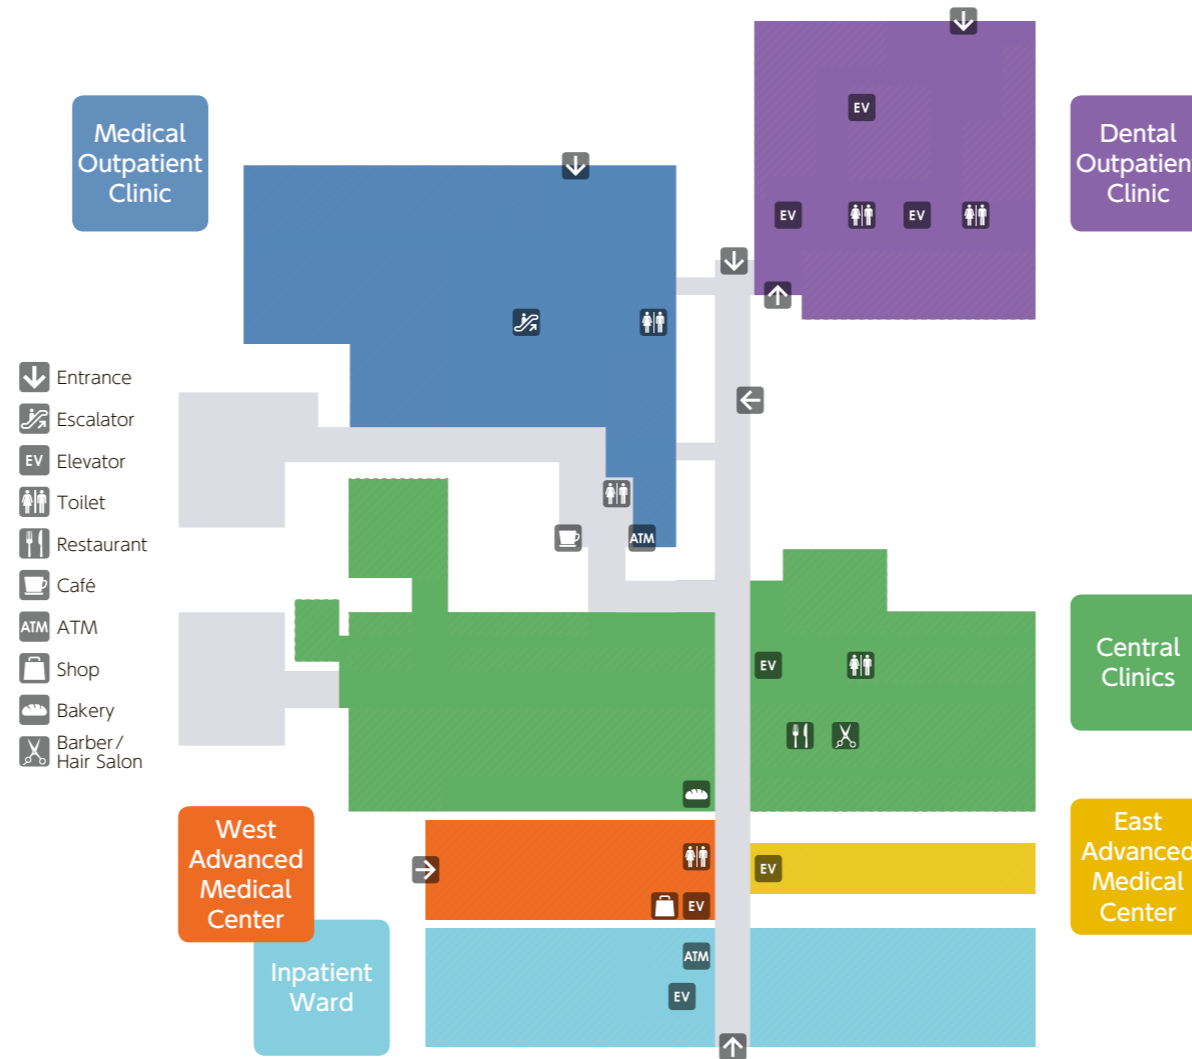 Medical
Outpatient
Clinic
Dental
Outpatient
Clinic
EV
EV
EV
Entrance
Escalator
EV Elevator
Toilet
Restaurant
Café
ATM ATM
Shop
Bakery
Barber/
Hair Salon
ATM
Central
Clinics
EV
West
Advanced
Medical
Center
East
Advanced
Medical
Center
EV
EV
Inpatient
Ward
ATM
EV